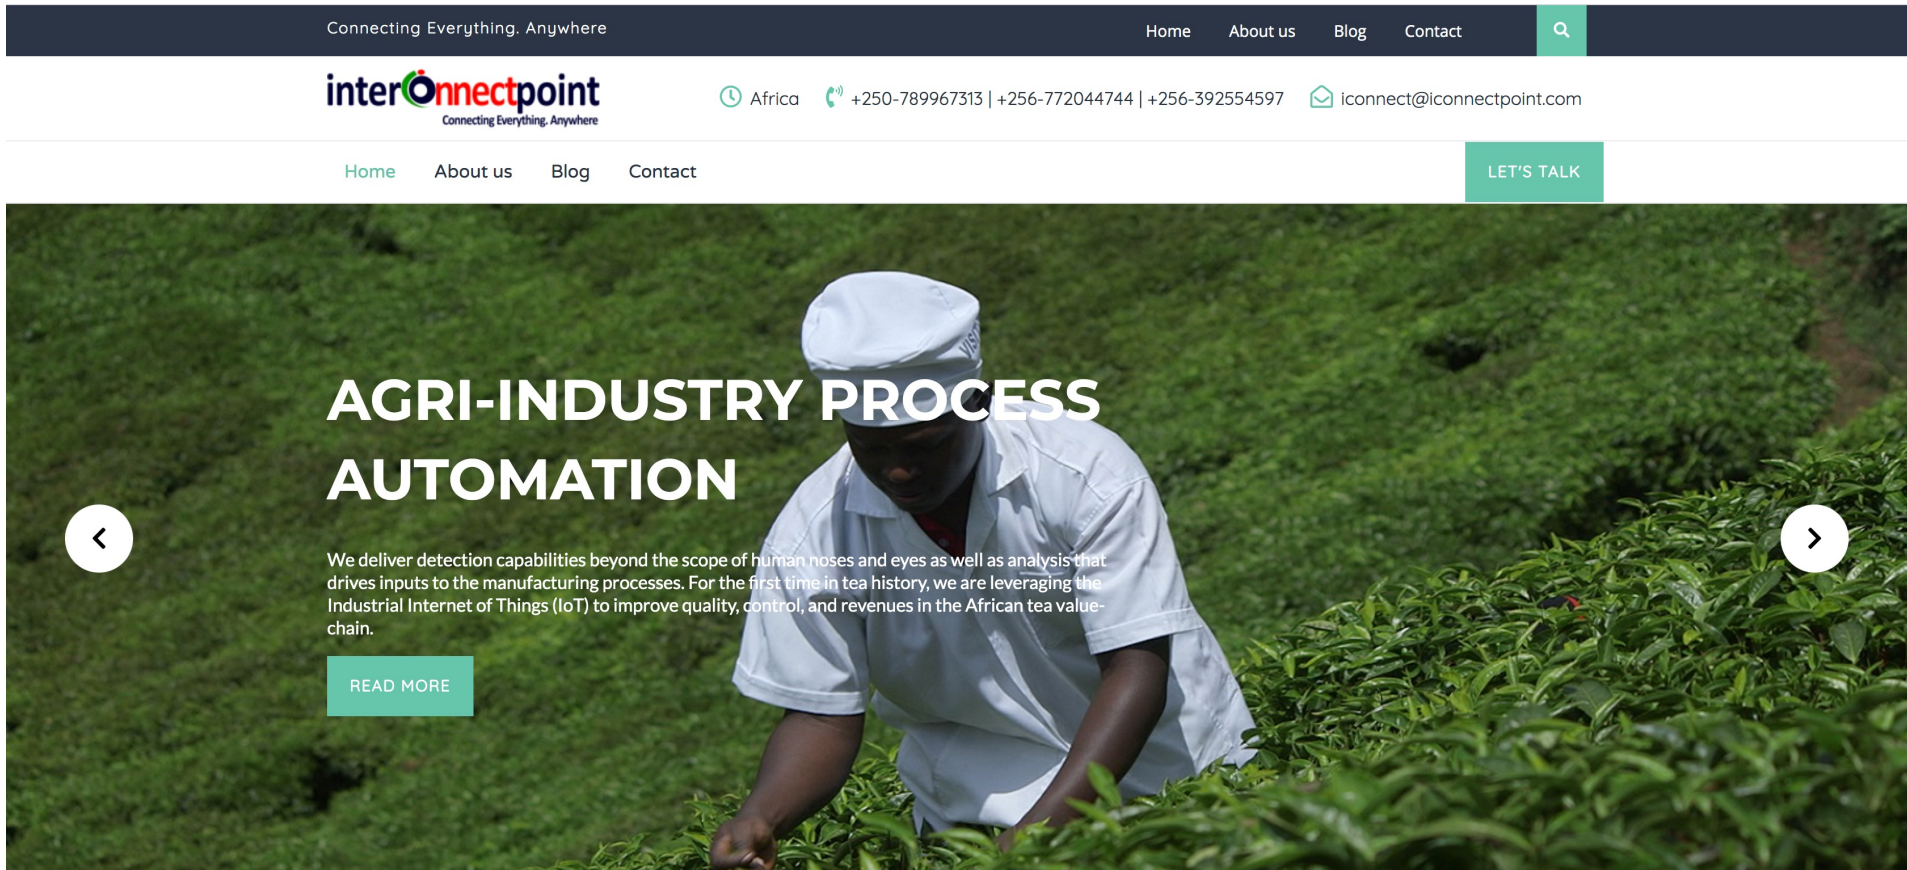 Connecting Everything. Anywhere
Home About us Blog Contact
interconnectpoint
Connecting Everything. Anywhere
Africa +250-789967313 | +256-772044744 | +256-392554597 iconnect@iconnectpoint.com
Home About us Blog Contact
LET'S TALK
VISIT
AGRI-INDUSTRY PROCESS
AUTOMATION
We deliver detection capabilities beyond the scope of human noses and eyes as well as analysis that
drives inputs to the manufacturing processes. For the first time in tea history, we are leveraging the
Industrial Internet of Things (IoT) to improve quality, control, and revenues in the African tea value-
chain.
READ MORE